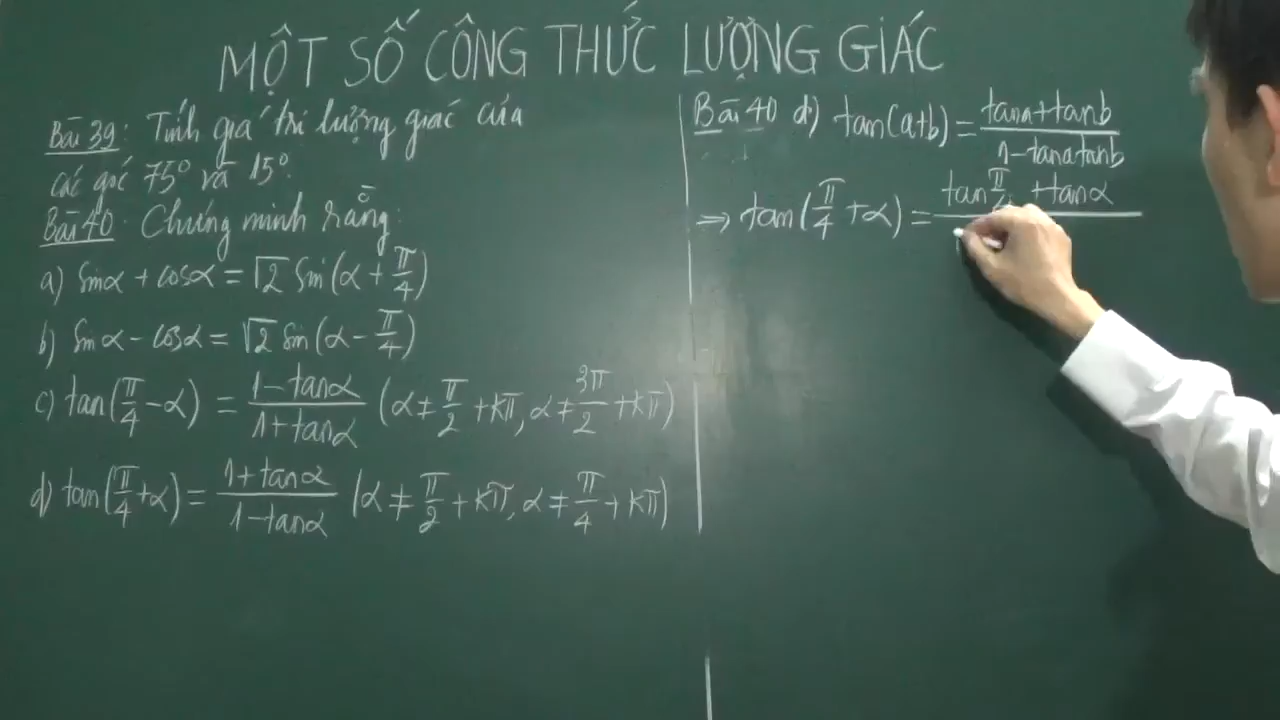 MỘT SỐ CÔNG THỨC LƯỢNG GIÁC
Bài 39: Tính giá trị lượng giác của
các góc 75° và 15°.
Bài 40: Chứng minh rằng:
a) sinα + cosα = √2 sin(α + π/4)
b) sinα - cosα = √2 sin(α - π/4)
c) tan(π/4 - α) = (1 - tanα)/(1 + tanα) (α ≠ π/2 + kπ, α ≠ 3π/2 + kπ)
d) tan(π/4 + α) = (1 + tanα)/(1 - tanα) (α ≠ π/2 + kπ, α ≠ π/4 + kπ)
Bài 40 d) tan(a+b) = (tana + tanb)/(1 - tana tanb)
⇒ tan(π/4 + α) = (tan π/4 + tanα)/